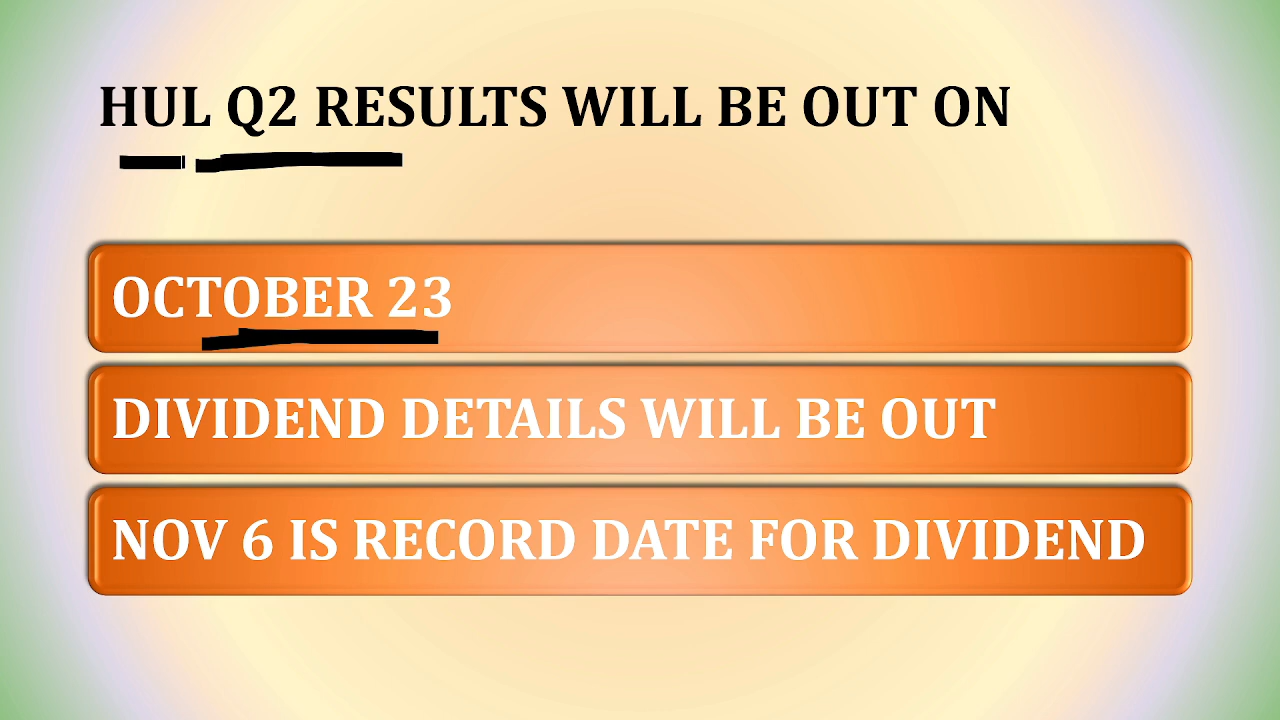 HUL Q2 RESULTS WILL BE OUT ON
OCTOBER 23
DIVIDEND DETAILS WILL BE OUT
NOV 6 IS RECORD DATE FOR DIVIDEND